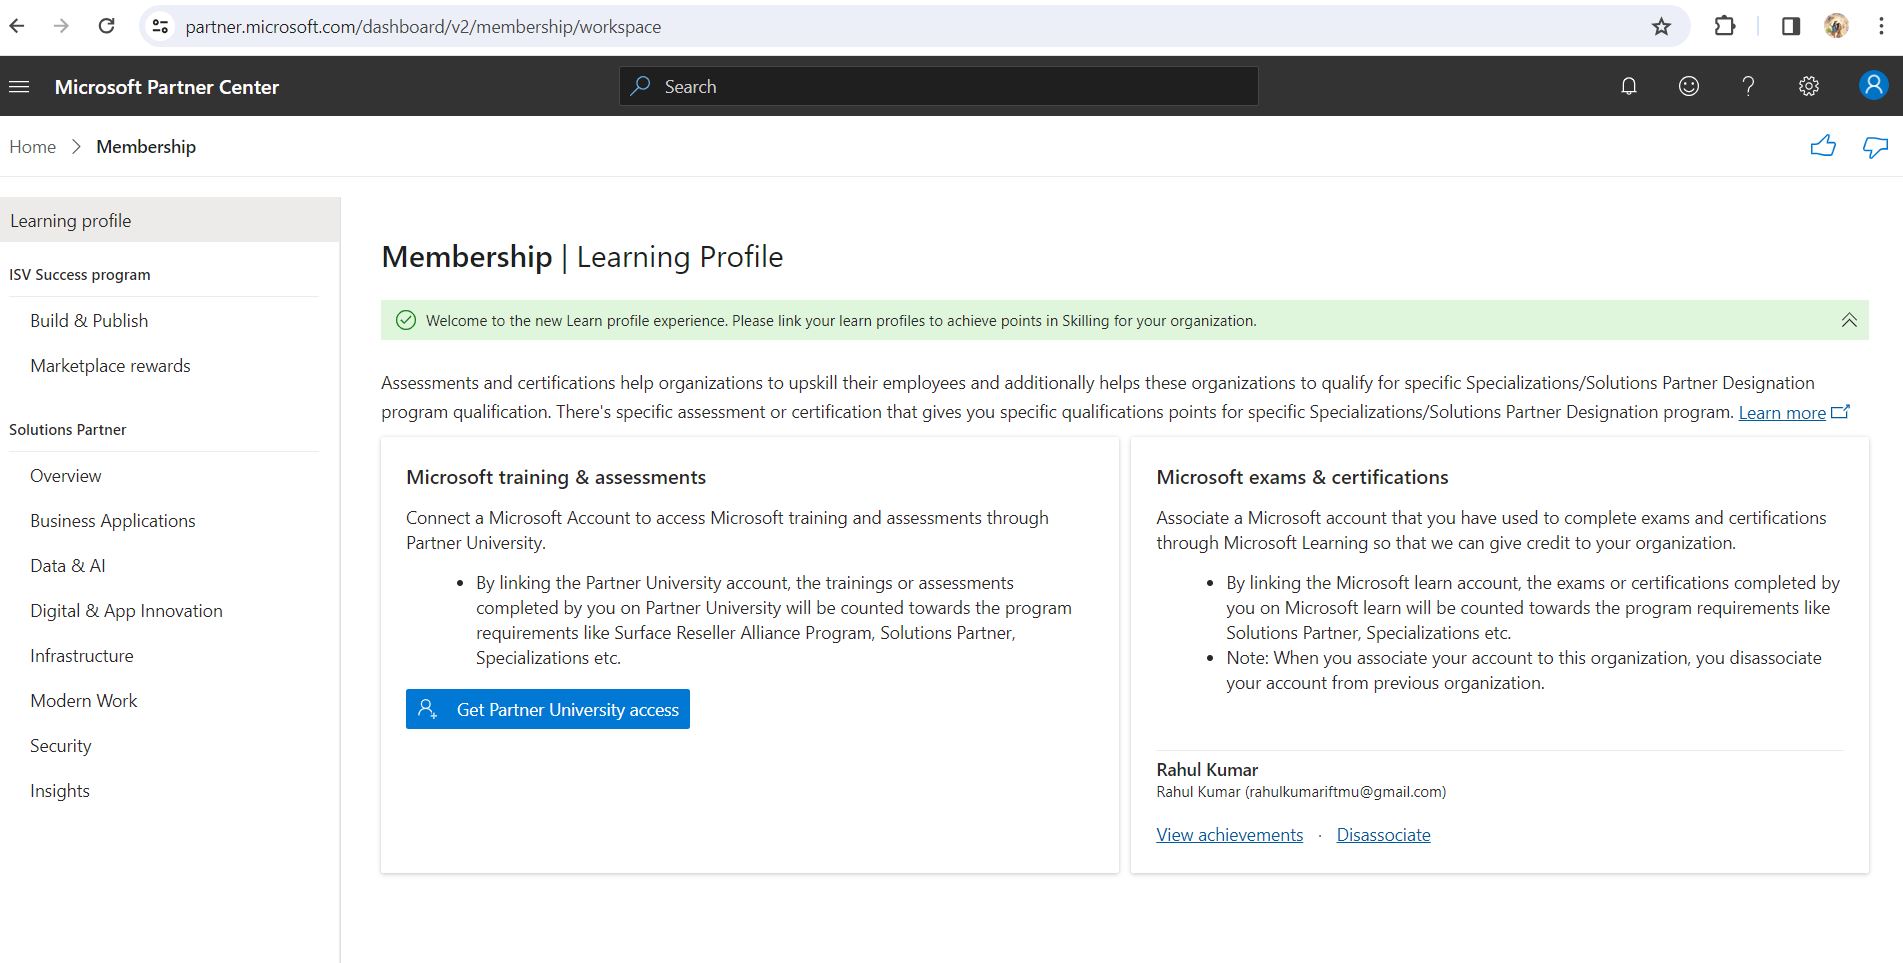 partner.microsoft.com/dashboard/v2/membership/workspace
Microsoft Partner Center
Search
Home > Membership
Learning profile
ISV Success program
Build & Publish
Marketplace rewards
Solutions Partner
Overview
Business Applications
Data & AI
Digital & App Innovation
Infrastructure
Modern Work
Security
Insights
Membership | Learning Profile
Welcome to the new Learn profile experience. Please link your learn profiles to achieve points in Skilling for your organization.
Assessments and certifications help organizations to upskill their employees and additionally helps these organizations to qualify for specific Specializations/Solutions Partner Designation
program qualification. There's specific assessment or certification that gives you specific qualifications points for specific Specializations/Solutions Partner Designation program. Learn more
Microsoft training & assessments
Connect a Microsoft Account to access Microsoft training and assessments through
Partner University.
• By linking the Partner University account, the trainings or assessments
completed by you on Partner University will be counted towards the program
requirements like Surface Reseller Alliance Program, Solutions Partner,
Specializations etc.
Get Partner University access
Microsoft exams & certifications
Associate a Microsoft account that you have used to complete exams and certifications
through Microsoft Learning so that we can give credit to your organization.
• By linking the Microsoft learn account, the exams or certifications completed by
you on Microsoft learn will be counted towards the program requirements like
Solutions Partner, Specializations etc.
• Note: When you associate your account to this organization, you disassociate
your account from previous organization.
Rahul Kumar
Rahul Kumar (rahulkumariftmu@gmail.com)
View achievements · Disassociate